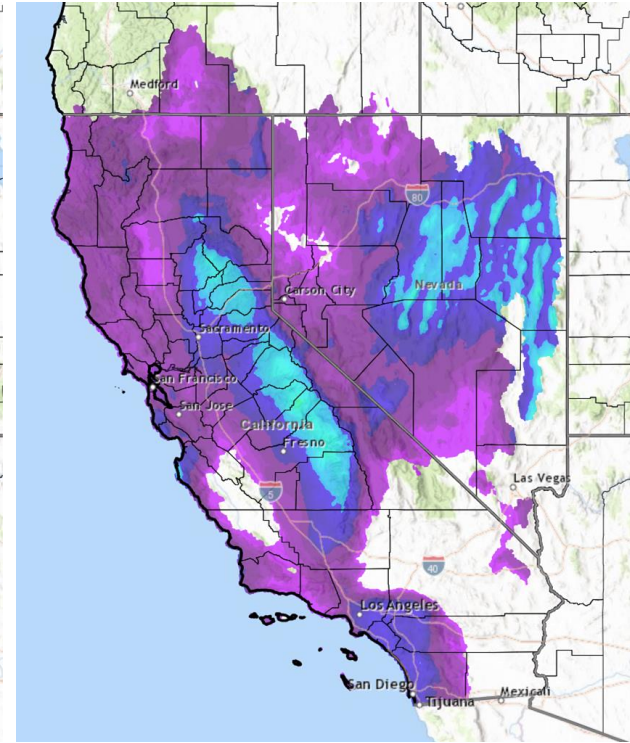 Medford
80
Nevada
Carson City
Sacramento
San Francisco
San Jose
California
Fresno
5
Las Vegas
40
Los Angeles
San Diego
Tijuana
Mexicali